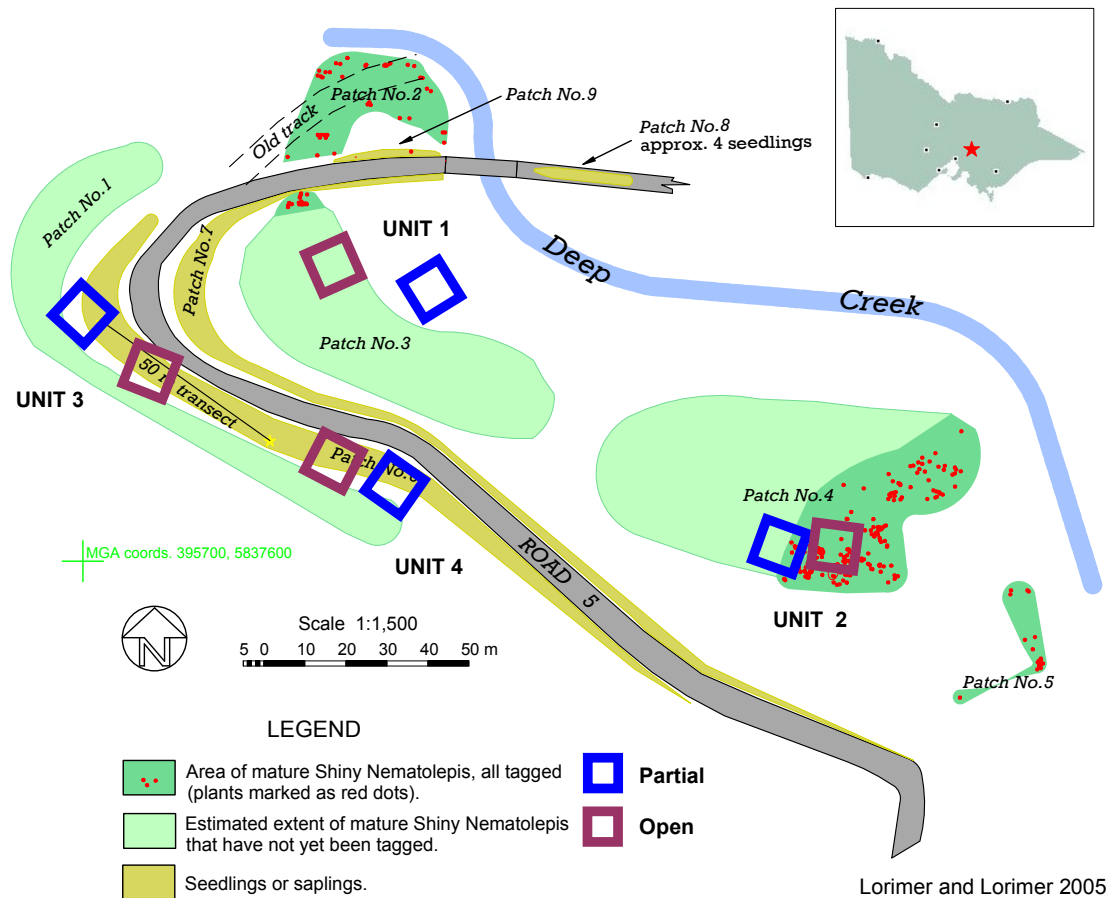 Patch No.2
Patch No.9
Old track
Patch No.8
approx. 4 seedlings
Patch No.1
UNIT 1
Patch No.7
Deep
Creek
Patch No.3
50 m transect
UNIT 3
Patch No.6
Patch No.4
MGA coords. 395700, 5837600
UNIT 4
ROAD 5
UNIT 2
N
Scale 1:1,500
5 0 10 20 30 40 50 m
Patch No.5
LEGEND
Area of mature Shiny Nematolepis, all tagged
(plants marked as red dots).
Partial
Estimated extent of mature Shiny Nematolepis
that have not yet been tagged.
Open
Seedlings or saplings.
Lorimer and Lorimer 2005